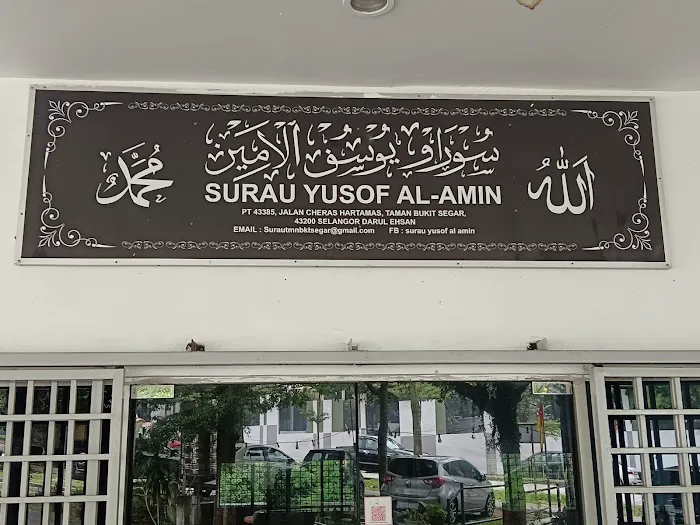 سوراو يوسف الأمين
محمد
الله
SURAU YUSOF AL-AMIN
PT 43385, JALAN CHERAS HARTAMAS, TAMAN BUKIT SEGAR,
43200 SELANGOR DARUL EHSAN
EMAIL : Surautmnbktsegar@gmail.com FB : surau yusof al amin